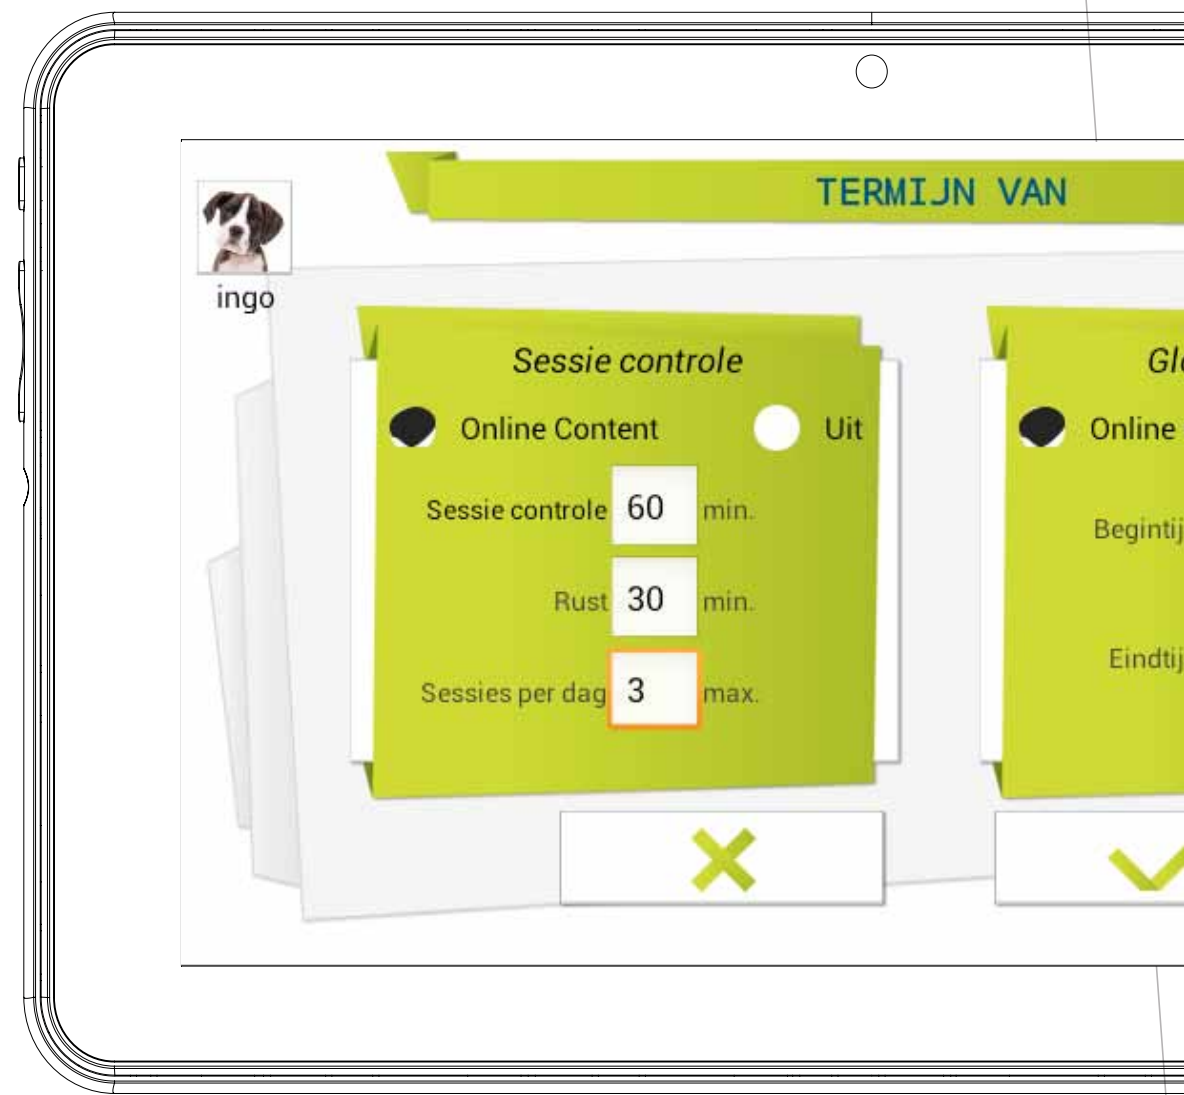 TERMIJN VAN
ingo
Sessie controle
Online Content Uit
Sessie controle 60 min.
Rust 30 min.
Sessies per dag 3 max.
Online